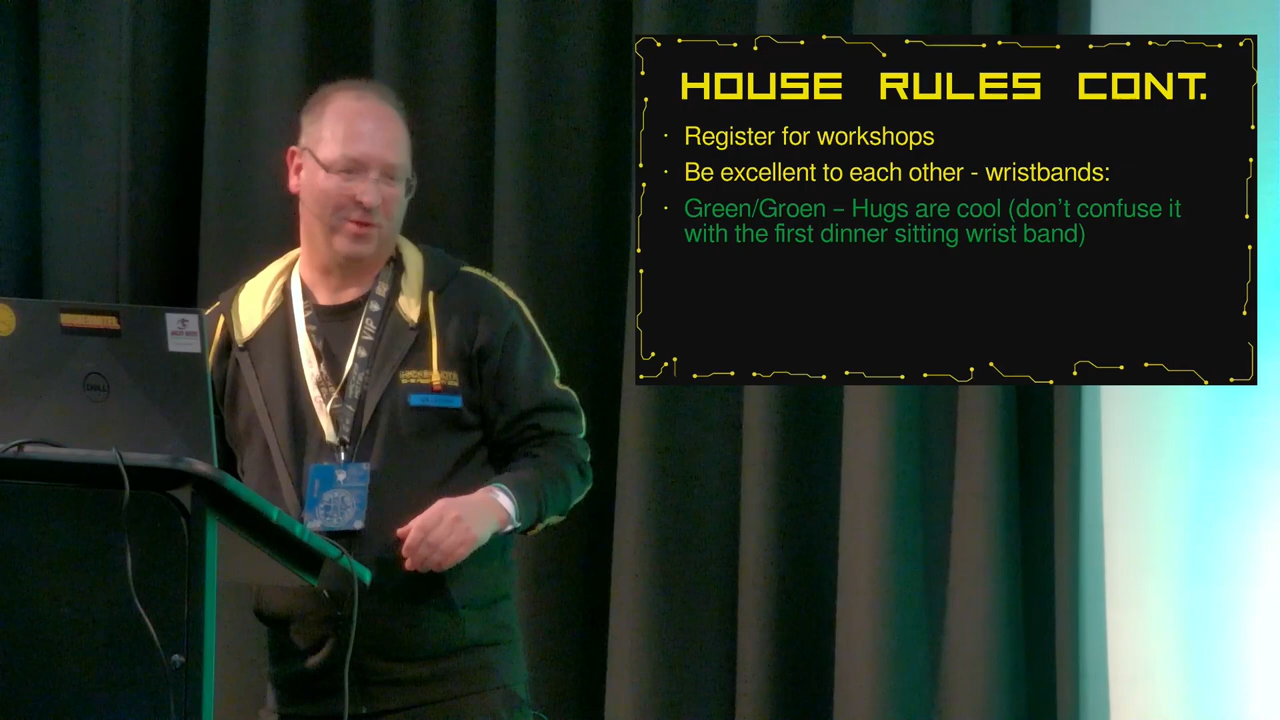 HOUSE RULES CONT.
· Register for workshops
· Be excellent to each other - wristbands:
· Green/Groen – Hugs are cool (don't confuse it
with the first dinner sitting wrist band)
DELL
VIP